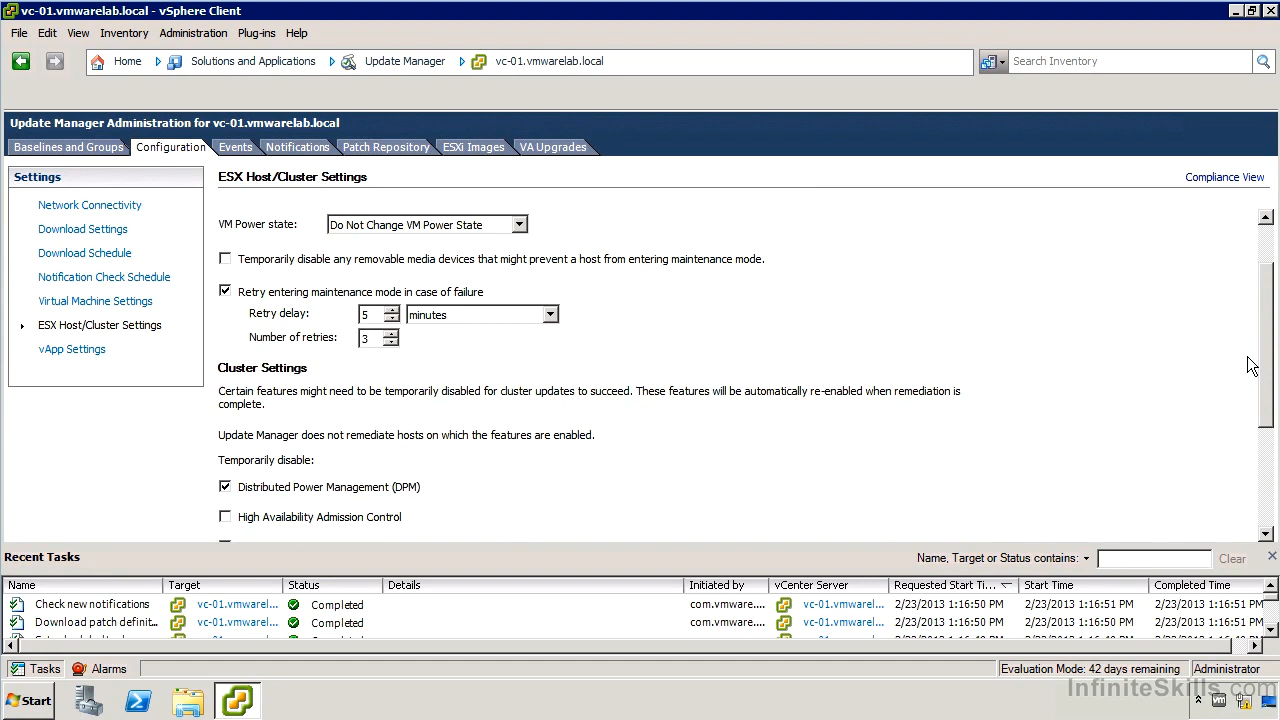 vc-01.vmwarelab.local - vSphere Client
File Edit View Inventory Administration Plug-ins Help
Home Solutions and Applications Update Manager vc-01.vmwarelab.local Search Inventory
Update Manager Administration for vc-01.vmwarelab.local
Baselines and Groups Configuration Events Notifications Patch Repository ESXi Images VA Upgrades
Settings
Network Connectivity
Download Settings
Download Schedule
Notification Check Schedule
Virtual Machine Settings
ESX Host/Cluster Settings
vApp Settings
ESX Host/Cluster Settings Compliance View
VM Power state: Do Not Change VM Power State
Temporarily disable any removable media devices that might prevent a host from entering maintenance mode.
Retry entering maintenance mode in case of failure
Retry delay: 5 minutes
Number of retries: 3
Cluster Settings
Certain features might need to be temporarily disabled for cluster updates to succeed. These features will be automatically re-enabled when remediation is
complete.
Update Manager does not remediate hosts on which the features are enabled.
Temporarily disable:
Distributed Power Management (DPM)
High Availability Admission Control
Recent Tasks Name, Target or Status contains: Clear
Name Target Status Details Initiated by vCenter Server Requested Start Ti... Start Time Completed Time
Check new notifications vc-01.vmwarel... Completed com.vmware.... vc-01.vmwarel... 2/23/2013 1:16:50 PM 2/23/2013 1:16:51 PM 2/23/2013 1:16:51 PM
Download patch definit... vc-01.vmwarel... Completed com.vmware.... vc-01.vmwarel... 2/23/2013 1:16:50 PM 2/23/2013 1:16:50 PM 2/23/2013 1:16:51 PM
Tasks Alarms Evaluation Mode: 42 days remaining Administrator
Start
InfiniteSkills.com